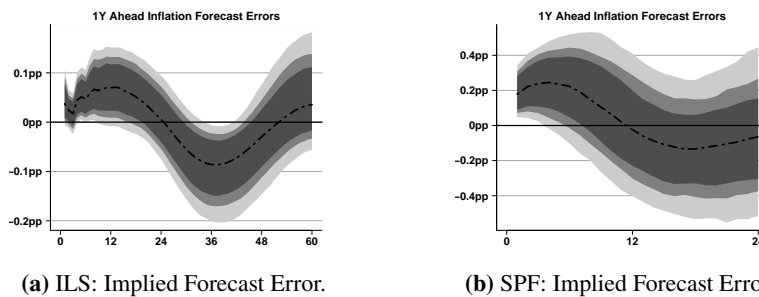 1Y Ahead Inflation Forecast Errors
0.1pp
0pp
−0.1pp
−0.2pp
0 12 24 36 48 60
(a) ILS: Implied Forecast Error.
1Y Ahead Inflation Forecast Errors
0.4pp
0.2pp
0pp
−0.2pp
−0.4pp
0 12 24
(b) SPF: Implied Forecast Erro